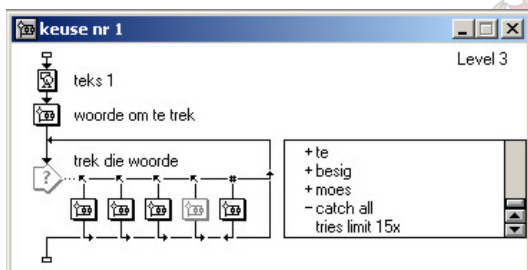 keuse nr 1
Level 3
teks 1
woorde om te trek
trek die woorde
?
+ te
+ besig
+ moes
− catch all
tries limit 15x